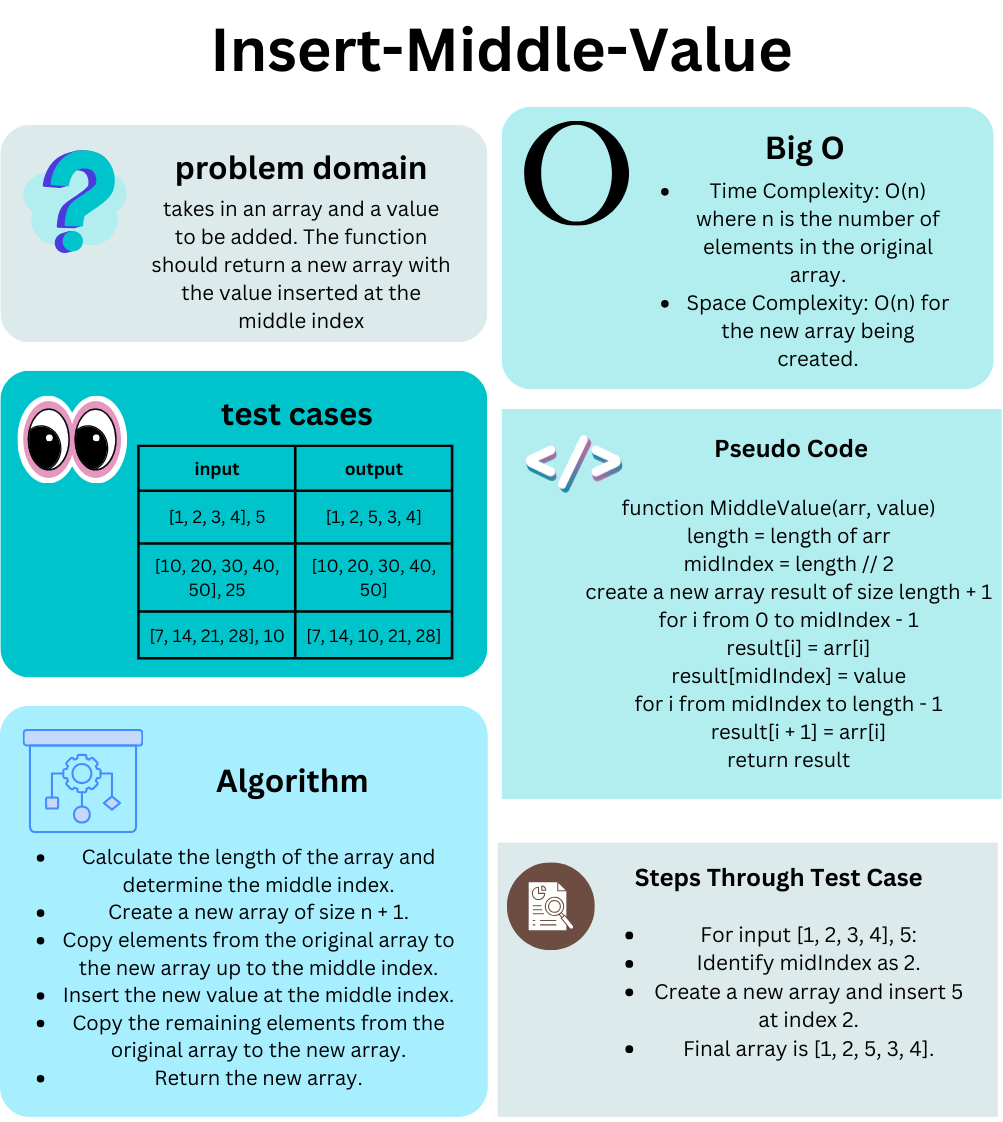 Insert-Middle-Value
problem domain
takes in an array and a value
to be added. The function
should return a new array with
the value inserted at the
middle index
Big O
• Time Complexity: O(n)
where n is the number of
elements in the original
array.
• Space Complexity: O(n) for
the new array being
created.
test cases
input output
[1, 2, 3, 4], 5 [1, 2, 5, 3, 4]
[10, 20, 30, 40, [10, 20, 30, 40,
50], 25 50]
[7, 14, 21, 28], 10 [7, 14, 10, 21, 28]
Pseudo Code
function MiddleValue(arr, value)
length = length of arr
midIndex = length // 2
create a new array result of size length + 1
for i from 0 to midIndex - 1
result[i] = arr[i]
result[midIndex] = value
for i from midIndex to length - 1
result[i + 1] = arr[i]
return result
Algorithm
• Calculate the length of the array and
determine the middle index.
• Create a new array of size n + 1.
• Copy elements from the original array to
the new array up to the middle index.
• Insert the new value at the middle index.
• Copy the remaining elements from the
original array to the new array.
• Return the new array.
Steps Through Test Case
• For input [1, 2, 3, 4], 5:
• Identify midIndex as 2.
• Create a new array and insert 5
at index 2.
• Final array is [1, 2, 5, 3, 4].